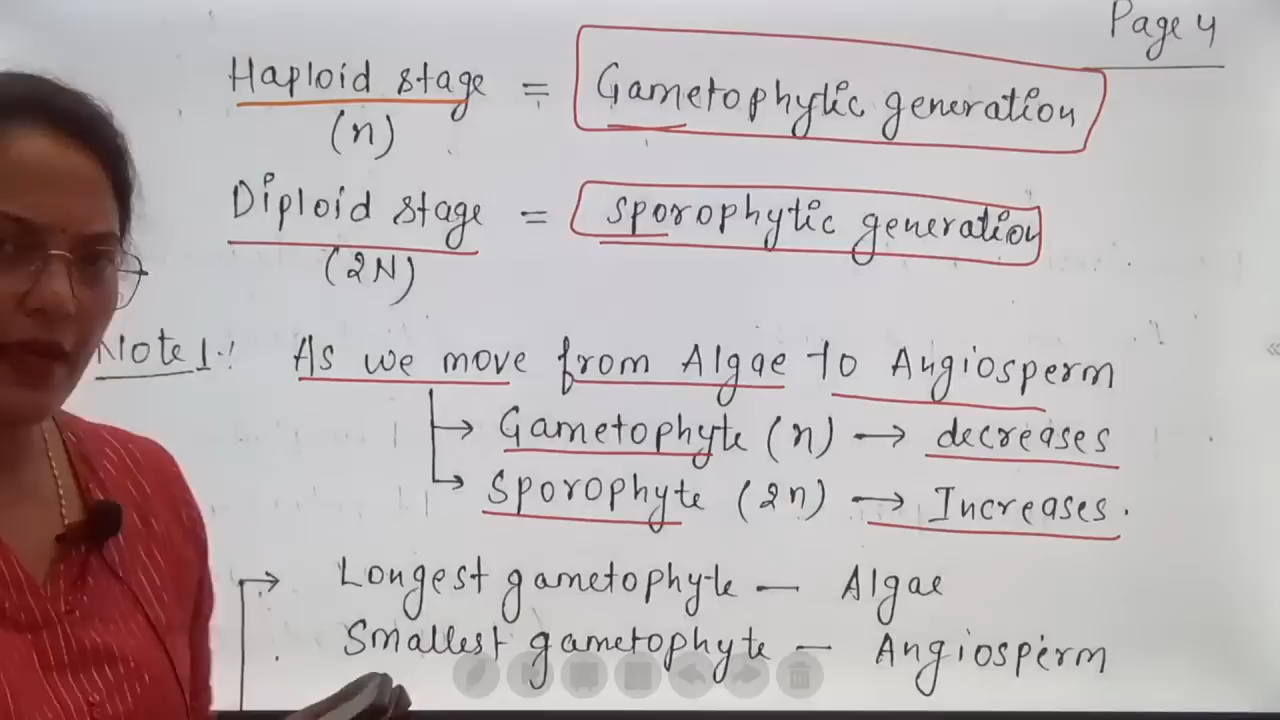 Page 4
Haploid stage = Gametophytic generation
(n)
Diploid stage = Sporophytic generation
(2N)
Note 1:! As we move from Algae to Angiosperm
→ Gametophyte (n) → decreases
→ Sporophyte (2n) → Increases.
→ Longest gametophyte — Algae
Smallest gametophyte — Angiosperm